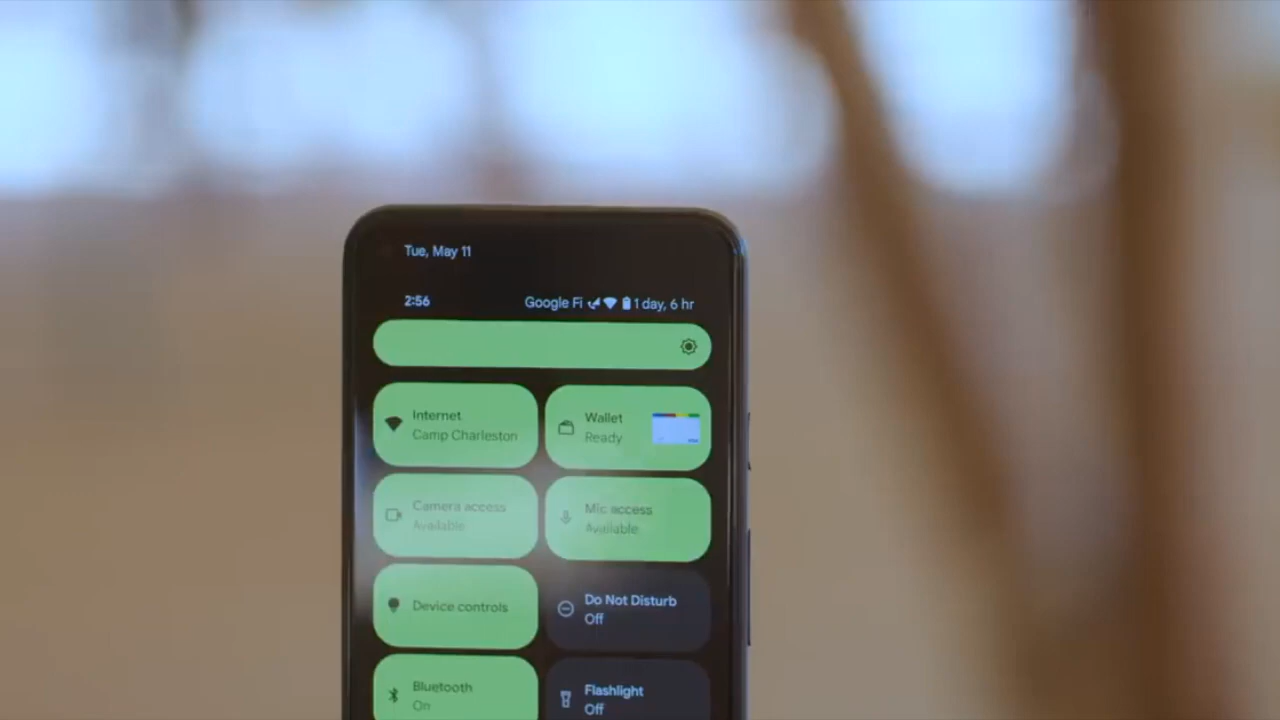 Tue, May 11
2:56
Google Fi 1 day, 6 hr
Internet
Camp Charleston
Wallet
Ready
Camera access
Available
Mic access
Available
Device controls
Do Not Disturb
Off
Bluetooth
On
Flashlight
Off